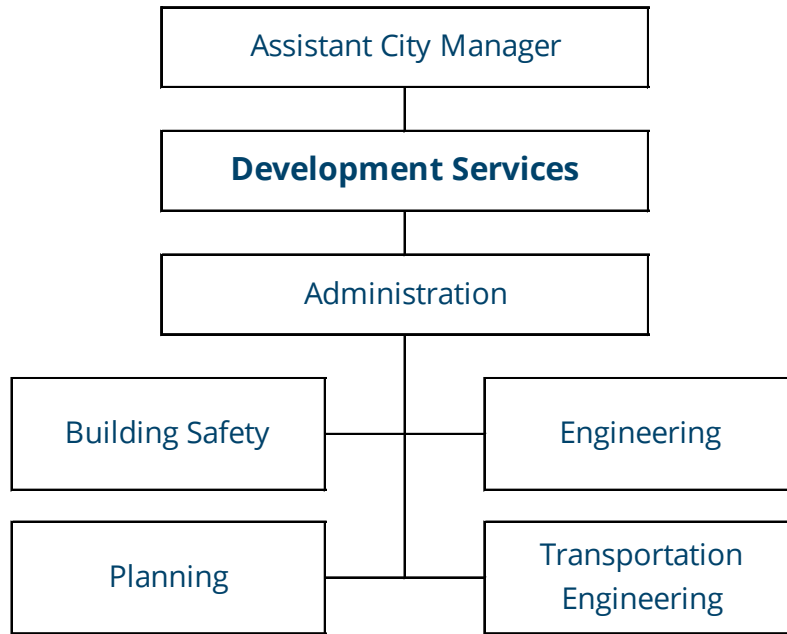 Assistant City Manager
Development Services
Administration
Building Safety
Engineering
Planning
Transportation
Engineering